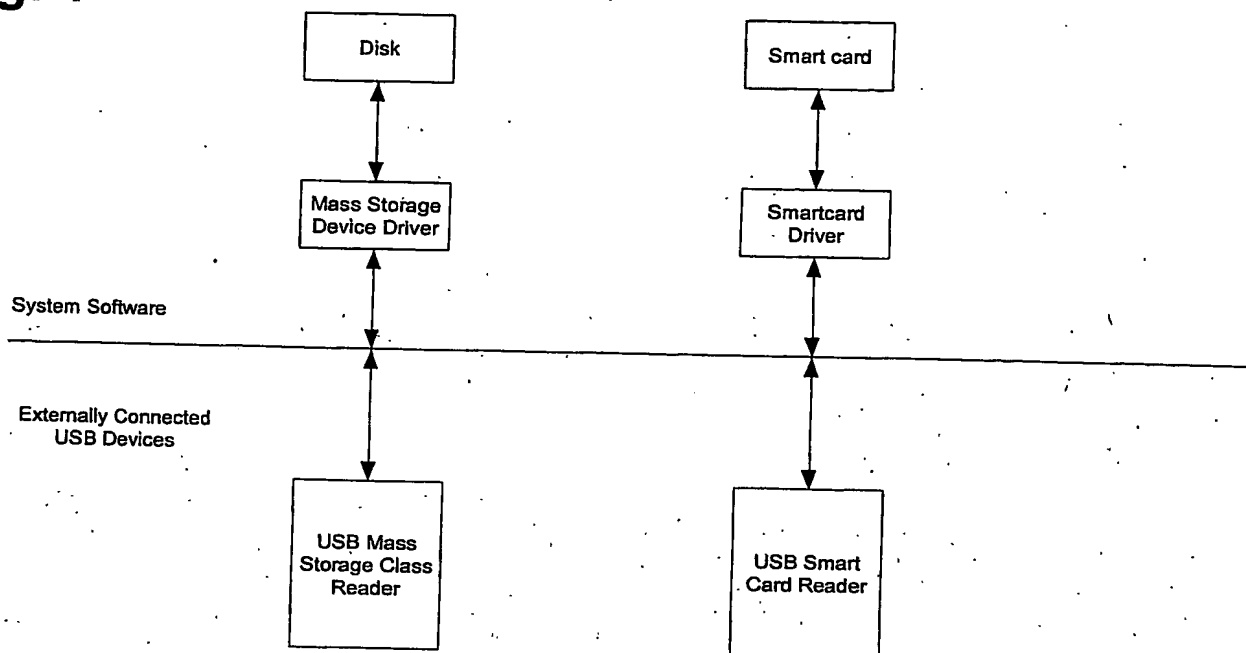 Disk
Smart card
Mass Storage
Device Driver
Smartcard
Driver
System Software
Externally Connected
USB Devices
USB Mass
Storage Class
Reader
USB Smart
Card Reader